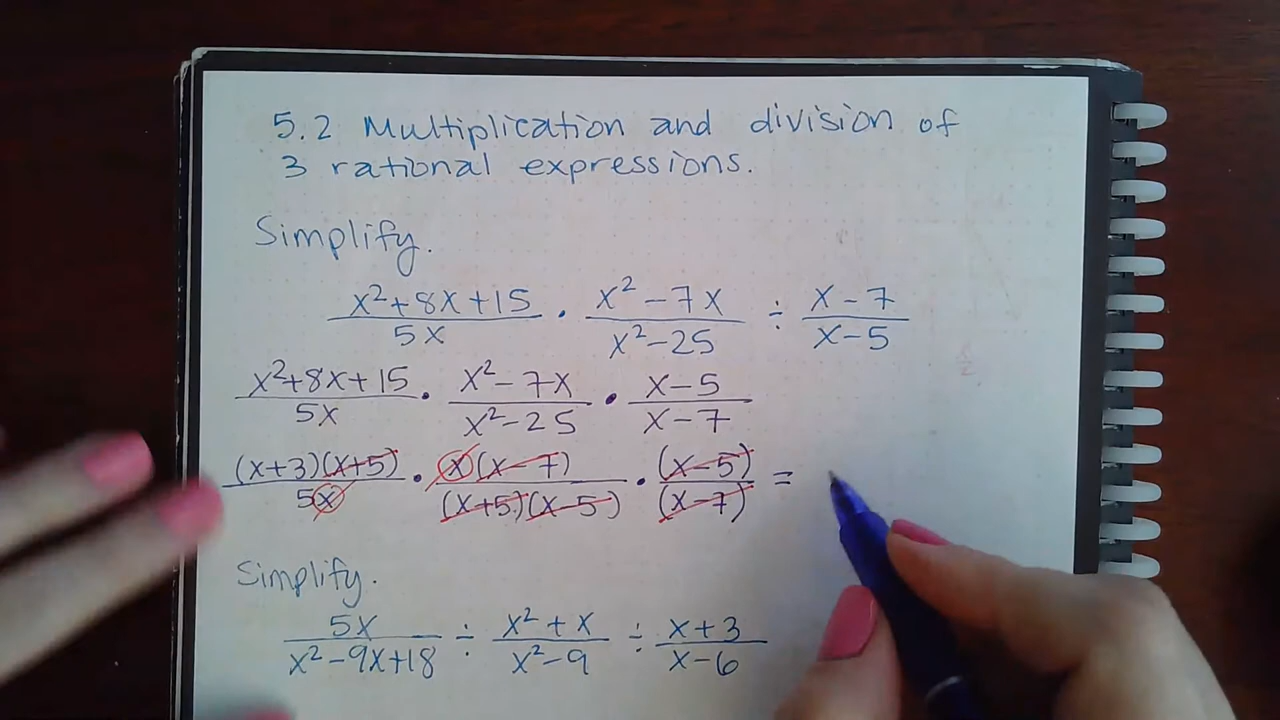 5.2 Multiplication and division of
3 rational expressions.
Simplify.
x²+8x+15/5x · x²-7x/x²-25 ÷ x-7/x-5
x²+8x+15/5x · x²-7x/x²-25 · x-5/x-7
(x+3)(x+5)/5x · x(x-7)/(x+5)(x-5) · (x-5)/(x-7) =
Simplify.
5x/x²-9x+18 ÷ x²+x/x²-9 ÷ x+3/x-6